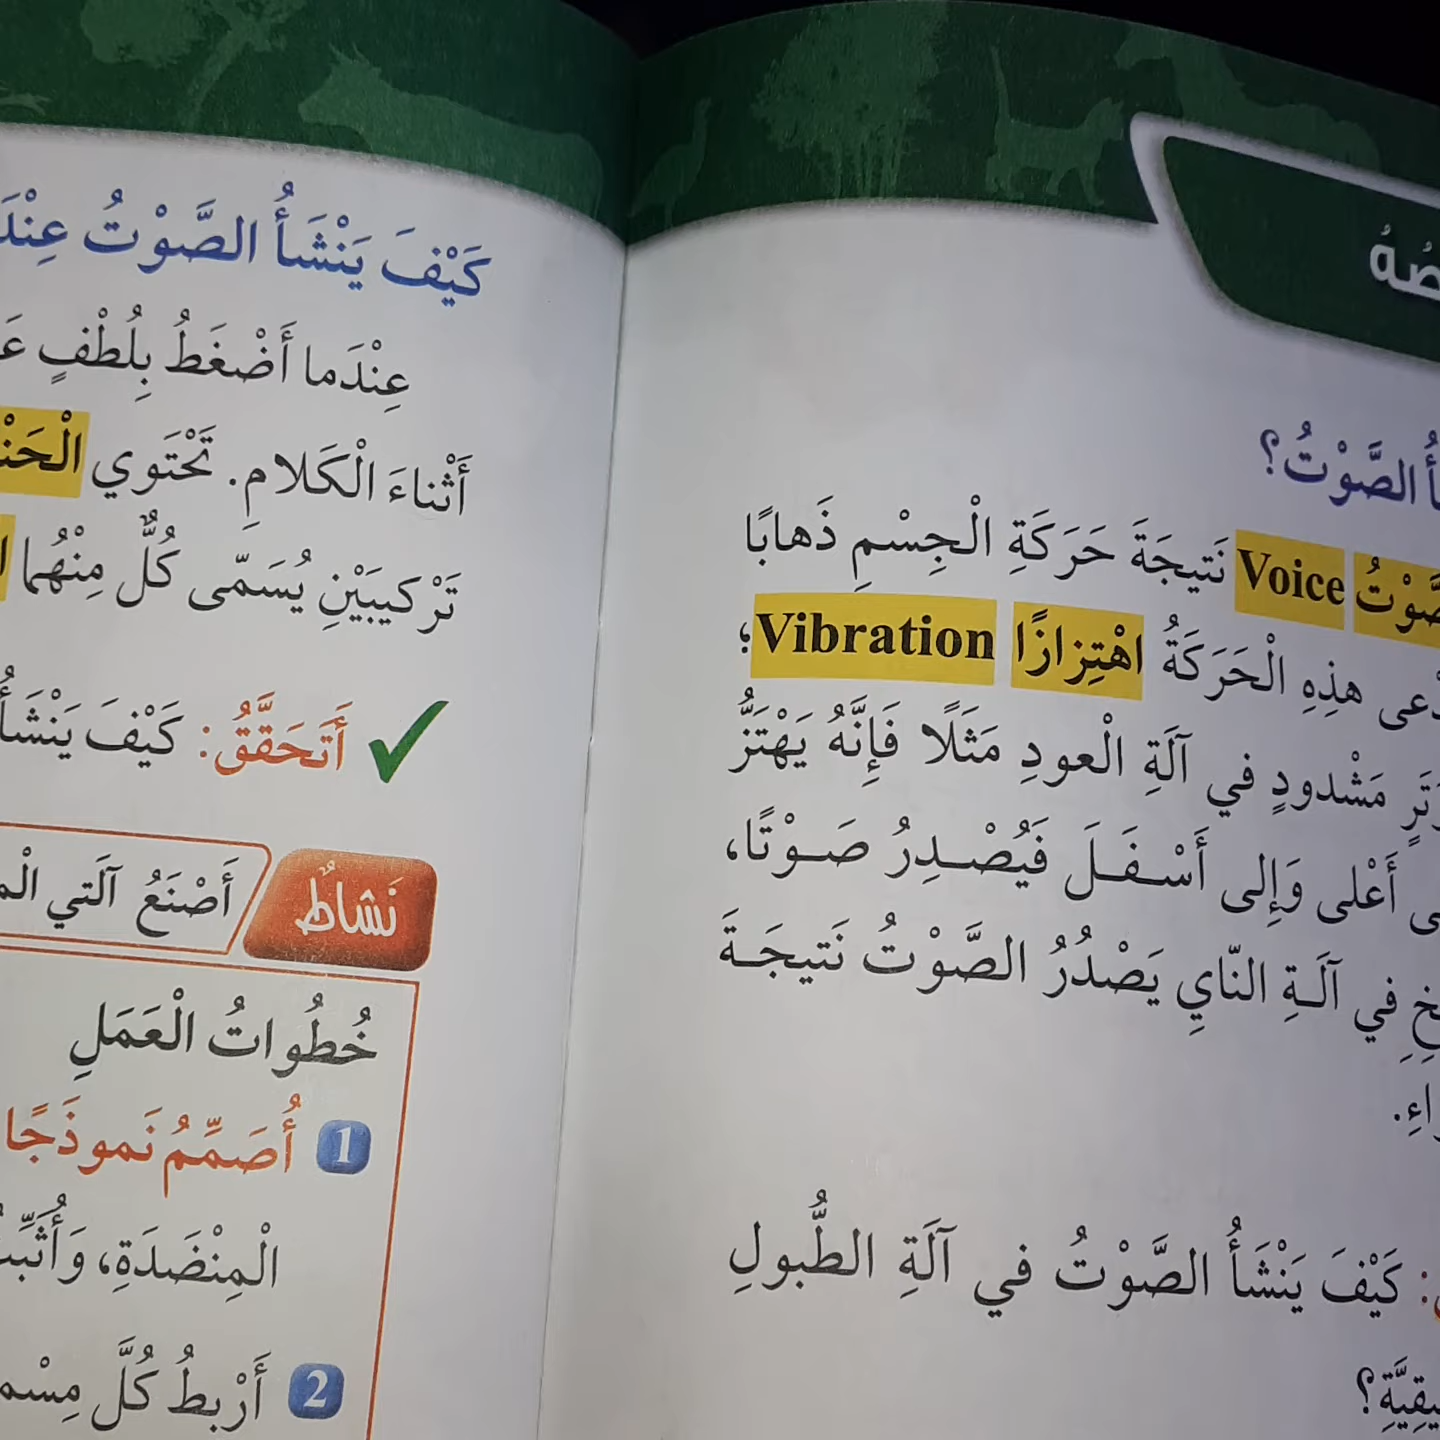 أُ الصَّوْتُ؟
Voice نَتيجَةَ حَرَكَةِ الْجِسْمِ ذَهابًا
هذِهِ الْحَرَكَةُ اهْتِزازًا Vibration؛
مَشْدودٍ في آلَةِ الْعودِ مَثَلًا فَإِنَّهُ يَهْتَزُّ
أَعْلى وَإِلى أَسْفَلَ فَيُصْدِرُ صَوْتًا،
في آلَةِ النّايِ يَصْدُرُ الصَّوْتُ نَتيجَةَ
كَيْفَ يَنْشَأُ الصَّوْتُ في آلَةِ الطُّبولِ
كَيْفَ يَنْشَأُ الصَّوْتُ
عِنْدَما أَضْغَطُ بِلُطْفٍ
أَثْناءَ الْكَلامِ. تَحْتَوي
تَرْكيبَيْنِ يُسَمّى كُلٌّ مِنْهُما
أَتَحَقَّقُ: كَيْفَ يَنْشَأُ
نَشاطٌ أَصْنَعُ آلَتي
خُطُواتُ الْعَمَلِ
1 أُصَمِّمُ نَموذَجًا
الْمِنْضَدَةِ،
2 أَرْبِطُ كُلَّ